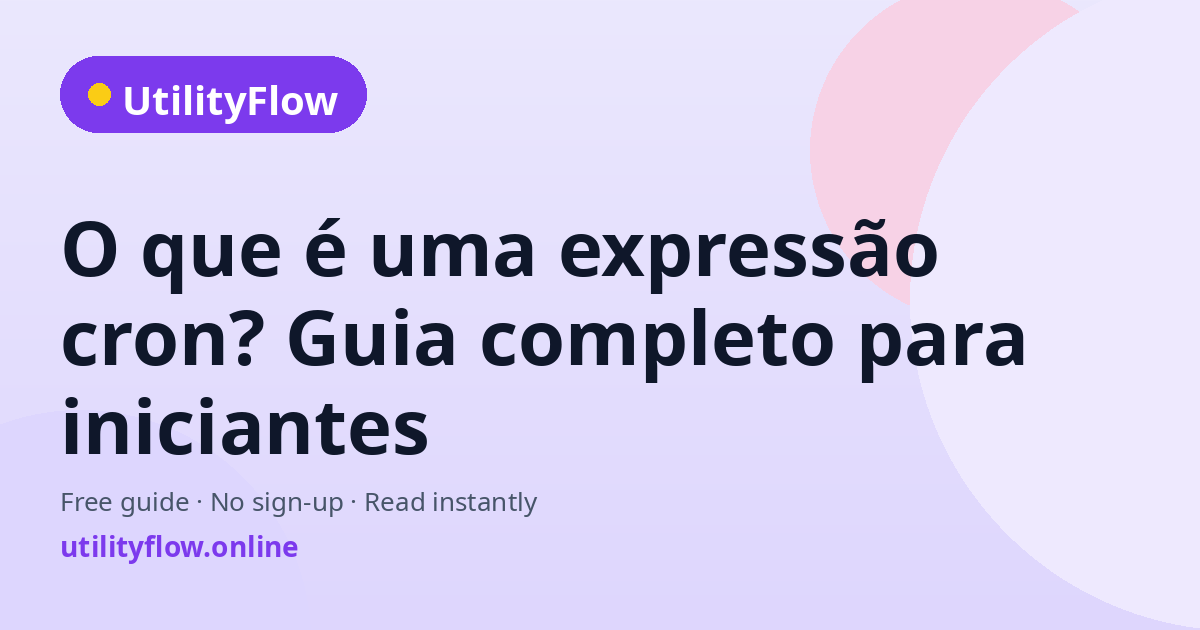 UtilityFlow
O que é uma expressão
cron? Guia completo para
iniciantes
Free guide · No sign-up · Read instantly
utilityflow.online